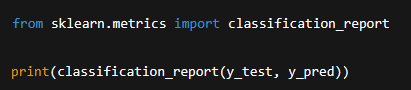 from sklearn.metrics import classification_report
print(classification_report(y_test, y_pred))